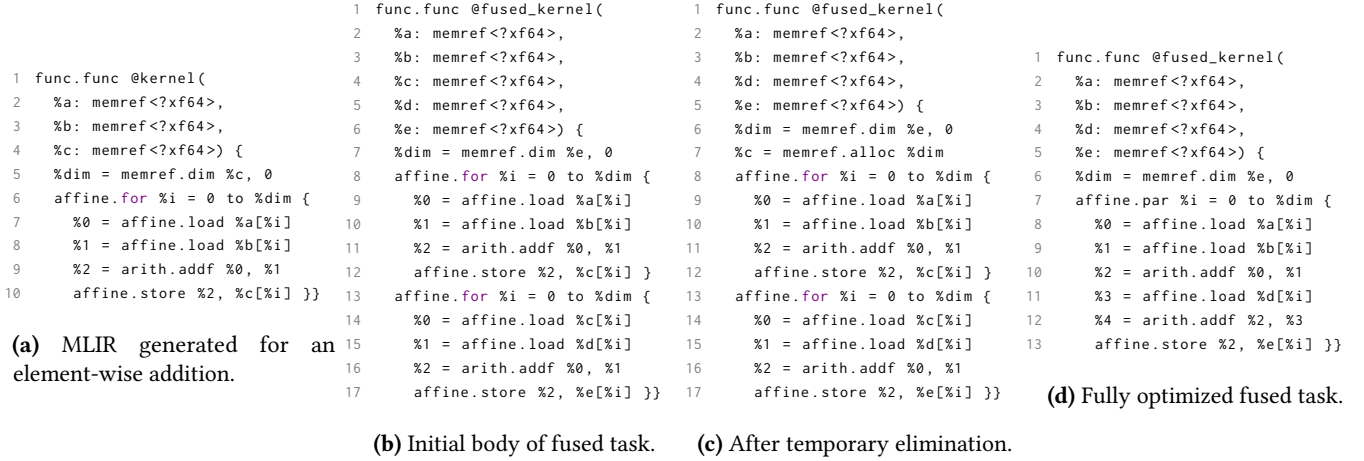 1 func.func @kernel(
2 %a: memref<?xf64>,
3 %b: memref<?xf64>,
4 %c: memref<?xf64>) {
5 %dim = memref.dim %c, 0
6 affine.for %i = 0 to %dim {
7 %0 = affine.load %a[%i]
8 %1 = affine.load %b[%i]
9 %2 = arith.addf %0, %1
10 affine.store %2, %c[%i] }}
(a) MLIR generated for an
element-wise addition.
1 func.func @fused_kernel(
2 %a: memref<?xf64>,
3 %b: memref<?xf64>,
4 %c: memref<?xf64>,
5 %d: memref<?xf64>,
6 %e: memref<?xf64>) {
7 %dim = memref.dim %e, 0
8 affine.for %i = 0 to %dim {
9 %0 = affine.load %a[%i]
10 %1 = affine.load %b[%i]
11 %2 = arith.addf %0, %1
12 affine.store %2, %c[%i] }
13 affine.for %i = 0 to %dim {
14 %0 = affine.load %c[%i]
15 %1 = affine.load %d[%i]
16 %2 = arith.addf %0, %1
17 affine.store %2, %e[%i] }}
(b) Initial body of fused task.
1 func.func @fused_kernel(
2 %a: memref<?xf64>,
3 %b: memref<?xf64>,
4 %d: memref<?xf64>,
5 %e: memref<?xf64>) {
6 %dim = memref.dim %e, 0
7 %c = memref.alloc %dim
8 affine.for %i = 0 to %dim {
9 %0 = affine.load %a[%i]
10 %1 = affine.load %b[%i]
11 %2 = arith.addf %0, %1
12 affine.store %2, %c[%i] }
13 affine.for %i = 0 to %dim {
14 %0 = affine.load %c[%i]
15 %1 = affine.load %d[%i]
16 %2 = arith.addf %0, %1
17 affine.store %2, %e[%i] }}
(c) After temporary elimination.
1 func.func @fused_kernel(
2 %a: memref<?xf64>,
3 %b: memref<?xf64>,
4 %d: memref<?xf64>,
5 %e: memref<?xf64>) {
6 %dim = memref.dim %e, 0
7 affine.par %i = 0 to %dim {
8 %0 = affine.load %a[%i]
9 %1 = affine.load %b[%i]
10 %2 = arith.addf %0, %1
11 %3 = affine.load %d[%i]
12 %4 = arith.addf %2, %3
13 affine.store %2, %e[%i] }}
(d) Fully optimized fused task.